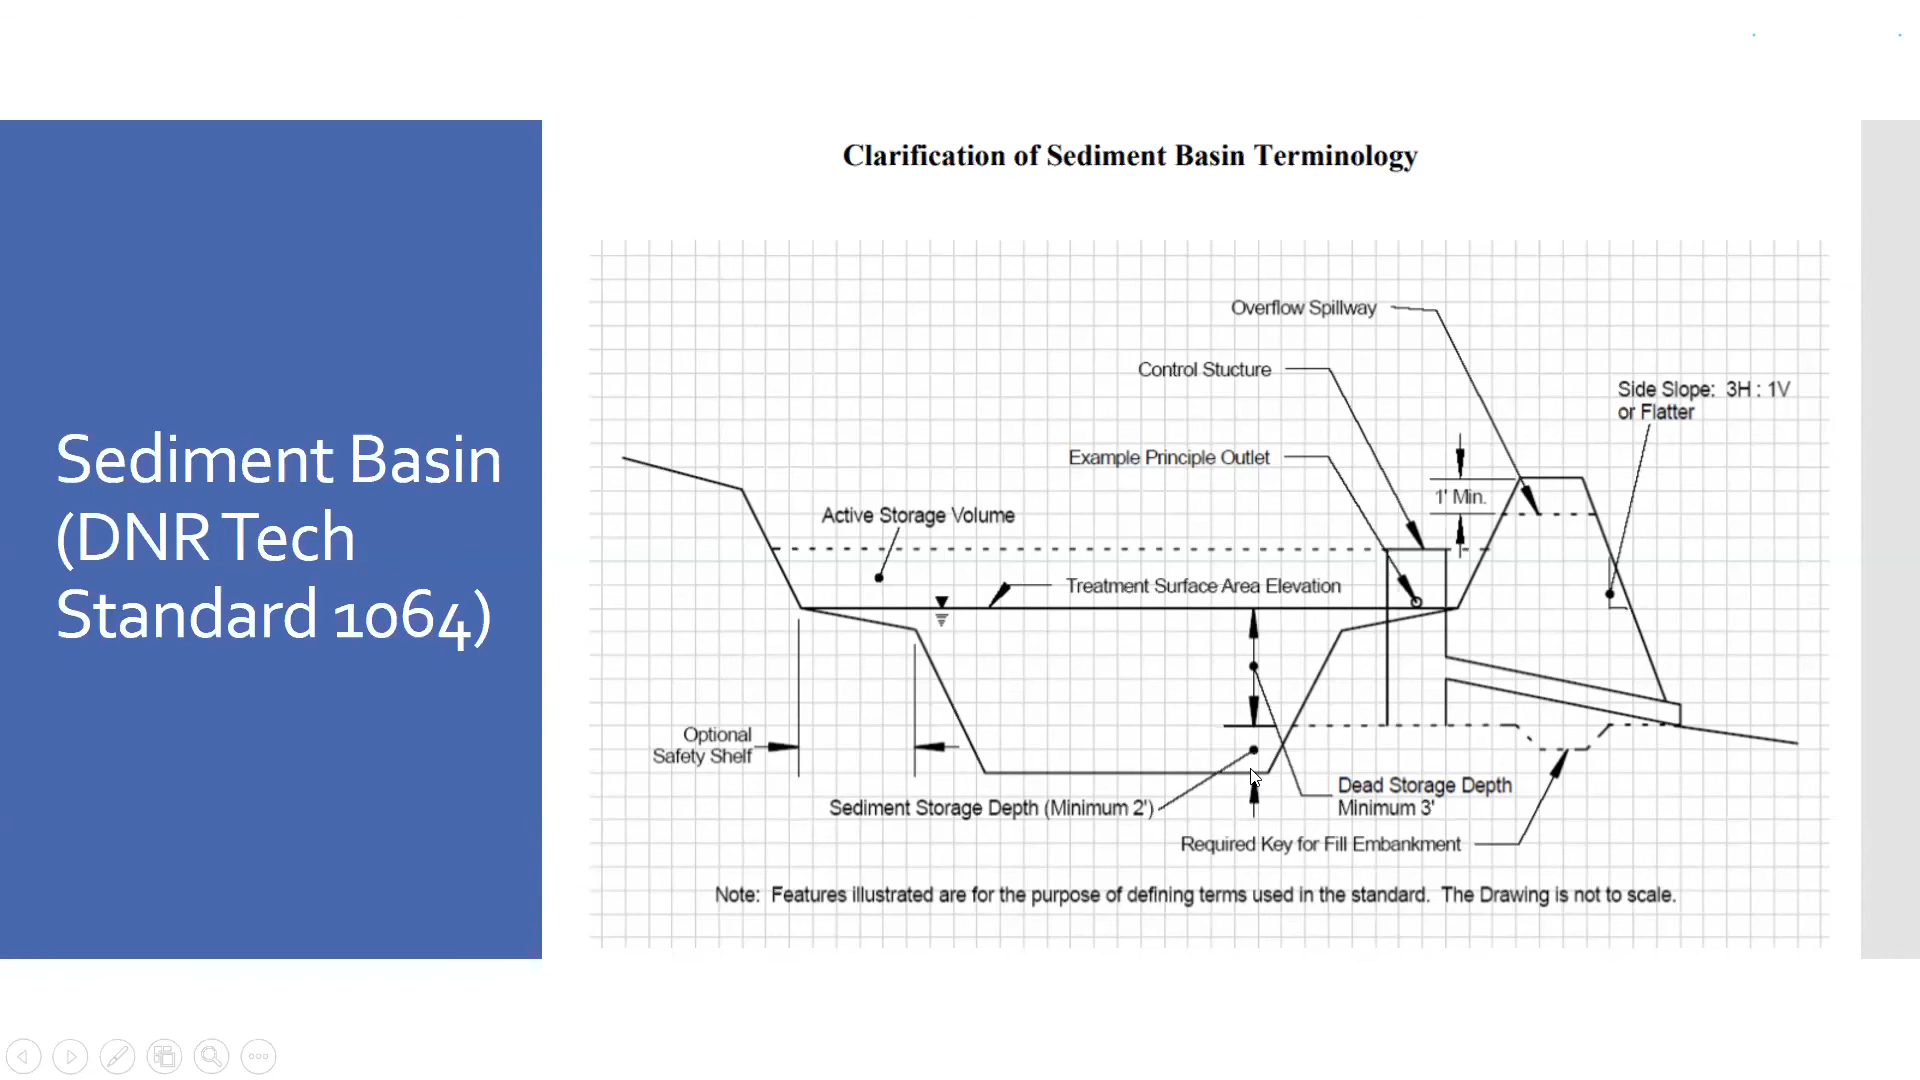 Sediment Basin
(DNR Tech
Standard 1064)
Clarification of Sediment Basin Terminology
Overflow Spillway
Control Stucture
Side Slope: 3H : 1V
or Flatter
Example Principle Outlet
1' Min.
Active Storage Volume
Treatment Surface Area Elevation
Optional
Safety Shelf
Sediment Storage Depth (Minimum 2')
Dead Storage Depth
Minimum 3'
Required Key for Fill Embankment
Note: Features illustrated are for the purpose of defining terms used in the standard. The Drawing is not to scale.